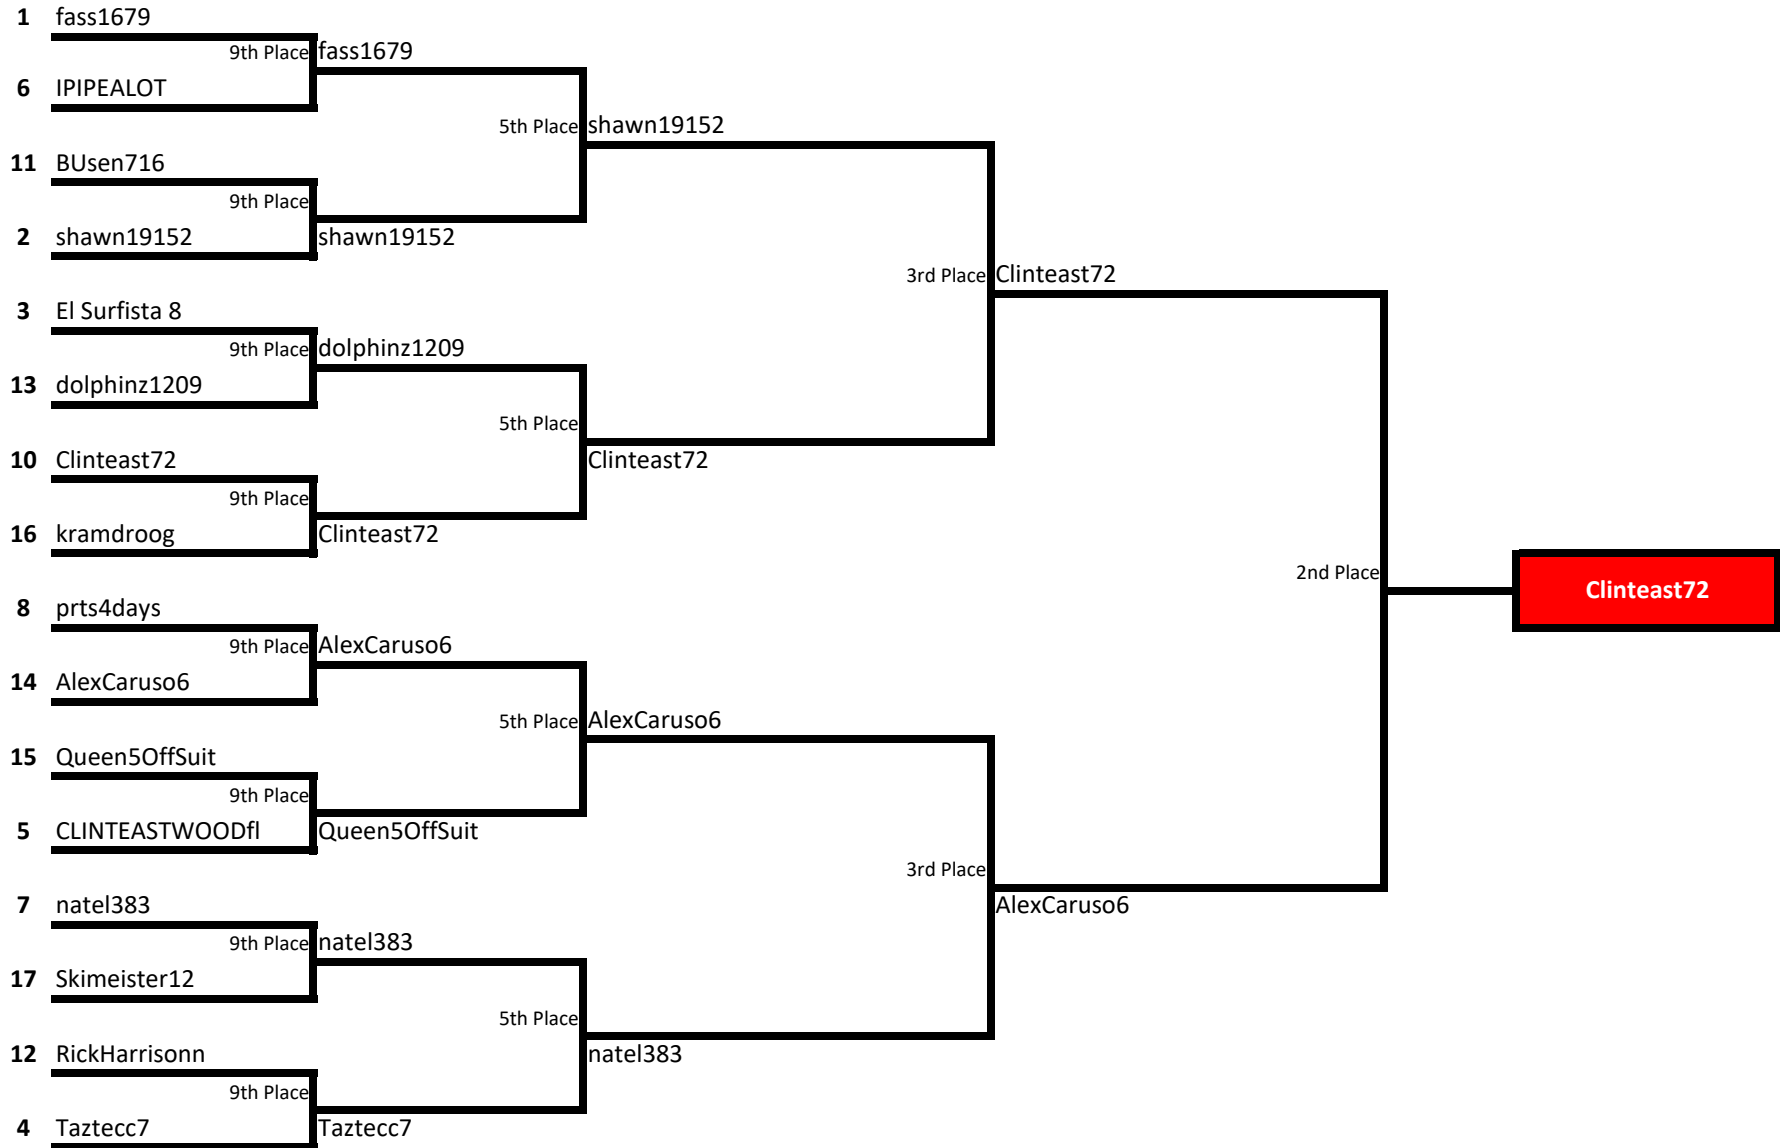 1 fass1679
9th Place fass1679
6 IPIPEALOT
5th Place shawn19152
11 BUsen716
9th Place
2 shawn19152 shawn19152
3rd Place Clinteast72
3 El Surfista 8
9th Place dolphinz1209
13 dolphinz1209
5th Place
10 Clinteast72 Clinteast72
9th Place
16 kramdroog Clinteast72
2nd Place
Clinteast72
8 prts4days
9th Place AlexCaruso6
14 AlexCaruso6
5th Place AlexCaruso6
15 Queen5OffSuit
9th Place
5 CLINTEASTWOODfl Queen5OffSuit
3rd Place
7 natel383 AlexCaruso6
9th Place natel383
17 Skimeister12
5th Place
12 RickHarrisonn natel383
9th Place
4 Taztecc7 Taztecc7